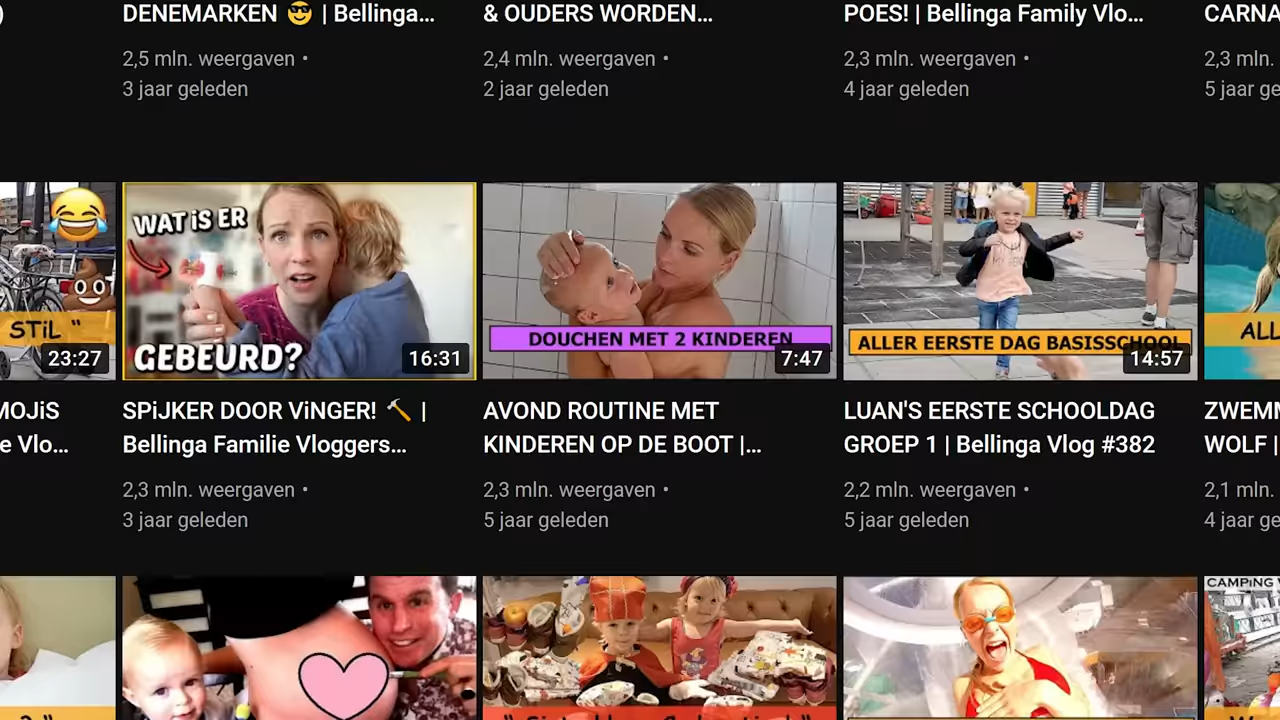 )
DENEMARKEN 😎 | Bellinga...
2,5 mln. weergaven •
3 jaar geleden
& OUDERS WORDEN...
2,4 mln. weergaven •
2 jaar geleden
POES! | Bellinga Family Vlo...
2,3 mln. weergaven •
4 jaar geleden
CARNA
2,3 mln.
5 jaar ge
STiL "
23:27
MOJiS
e Vlo...
WAT iS ER
GEBEURD?
16:31
SPiJKER DOOR ViNGER! 🔨 |
Bellinga Familie Vloggers...
2,3 mln. weergaven •
3 jaar geleden
DOUCHEN MET 2 KINDEREN
7:47
AVOND ROUTINE MET
KINDEREN OP DE BOOT |...
2,3 mln. weergaven •
5 jaar geleden
ALLER EERSTE DAG BASISSCHOOL
14:57
LUAN'S EERSTE SCHOOLDAG
GROEP 1 | Bellinga Vlog #382
2,2 mln. weergaven •
5 jaar geleden
ALL
ZWEMM
WOLF |
2,1 mln.
4 jaar ge
CAMPiNG